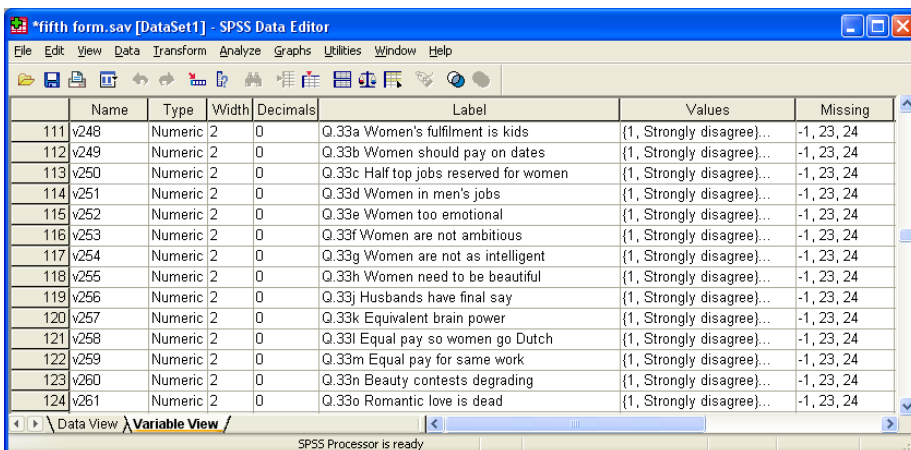 *fifth form.sav [DataSet1] - SPSS Data Editor
File Edit View Data Transform Analyze Graphs Utilities Window Help
Name Type Width Decimals Label Values Missing
111 v248 Numeric 2 0 Q.33a Women's fulfilment is kids {1, Strongly disagree}... -1, 23, 24
112 v249 Numeric 2 0 Q.33b Women should pay on dates {1, Strongly disagree}... -1, 23, 24
113 v250 Numeric 2 0 Q.33c Half top jobs reserved for women {1, Strongly disagree}... -1, 23, 24
114 v251 Numeric 2 0 Q.33d Women in men's jobs {1, Strongly disagree}... -1, 23, 24
115 v252 Numeric 2 0 Q.33e Women too emotional {1, Strongly disagree}... -1, 23, 24
116 v253 Numeric 2 0 Q.33f Women are not ambitious {1, Strongly disagree}... -1, 23, 24
117 v254 Numeric 2 0 Q.33g Women are not as intelligent {1, Strongly disagree}... -1, 23, 24
118 v255 Numeric 2 0 Q.33h Women need to be beautiful {1, Strongly disagree}... -1, 23, 24
119 v256 Numeric 2 0 Q.33j Husbands have final say {1, Strongly disagree}... -1, 23, 24
120 v257 Numeric 2 0 Q.33k Equivalent brain power {1, Strongly disagree}... -1, 23, 24
121 v258 Numeric 2 0 Q.33l Equal pay so women go Dutch {1, Strongly disagree}... -1, 23, 24
122 v259 Numeric 2 0 Q.33m Equal pay for same work {1, Strongly disagree}... -1, 23, 24
123 v260 Numeric 2 0 Q.33n Beauty contests degrading {1, Strongly disagree}... -1, 23, 24
124 v261 Numeric 2 0 Q.33o Romantic love is dead {1, Strongly disagree}... -1, 23, 24
Data View Variable View
SPSS Processor is ready